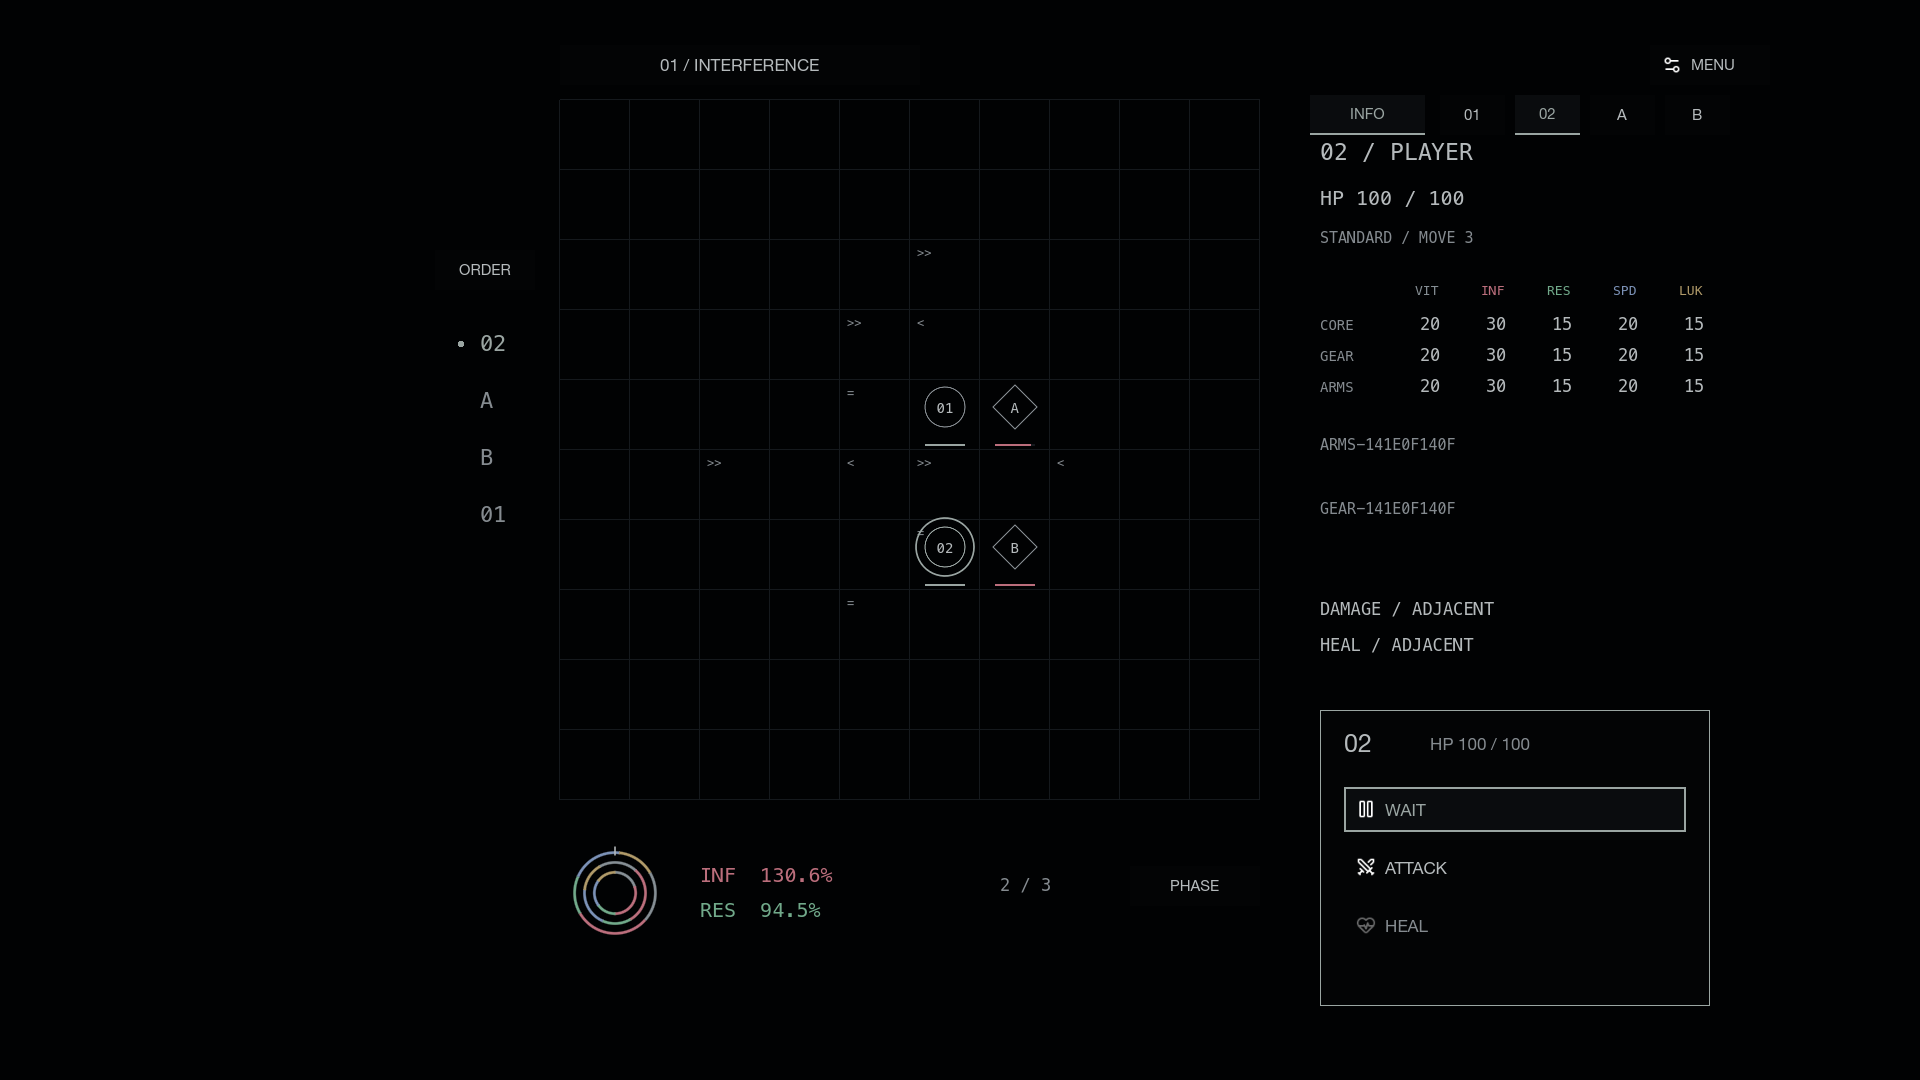 01 / INTERFERENCE
MENU
INFO 01 02 A B
02 / PLAYER
HP 100 / 100
STANDARD / MOVE 3
VIT INF RES SPD LUK
CORE 20 30 15 20 15
GEAR 20 30 15 20 15
ARMS 20 30 15 20 15
ARMS-141E0F140F
GEAR-141E0F140F
DAMAGE / ADJACENT
HEAL / ADJACENT
ORDER
02
A
B
01
>>
>> <
=
01 A
>> < >> <
=
02 B
=
INF 130.6%
RES 94.5%
2 / 3
PHASE
02 HP 100 / 100
WAIT
ATTACK
HEAL